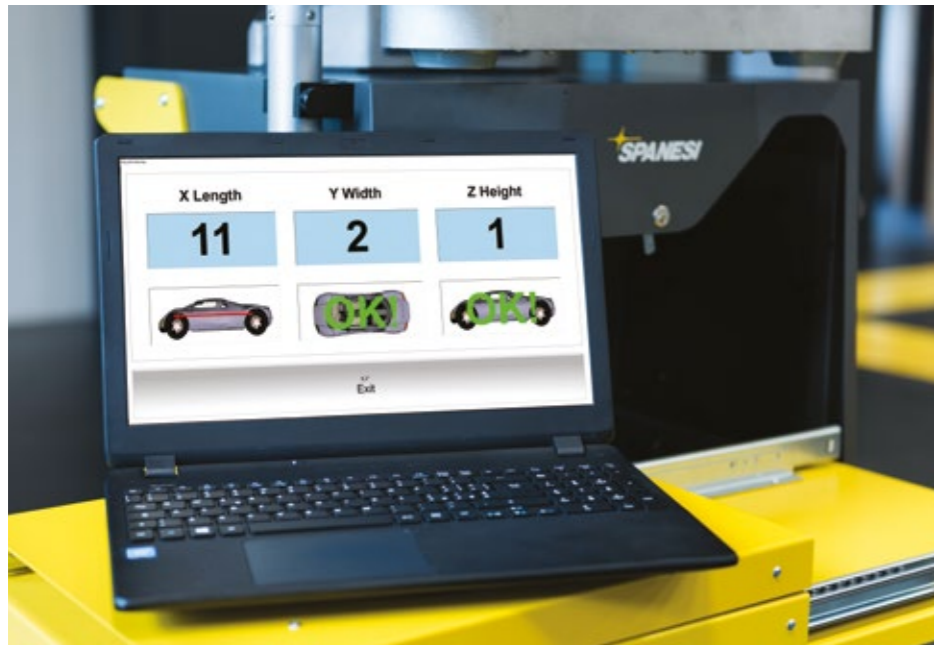 SPANESI
X Length
Y Width
Z Height
11
2
1
OK!
OK!
Exit